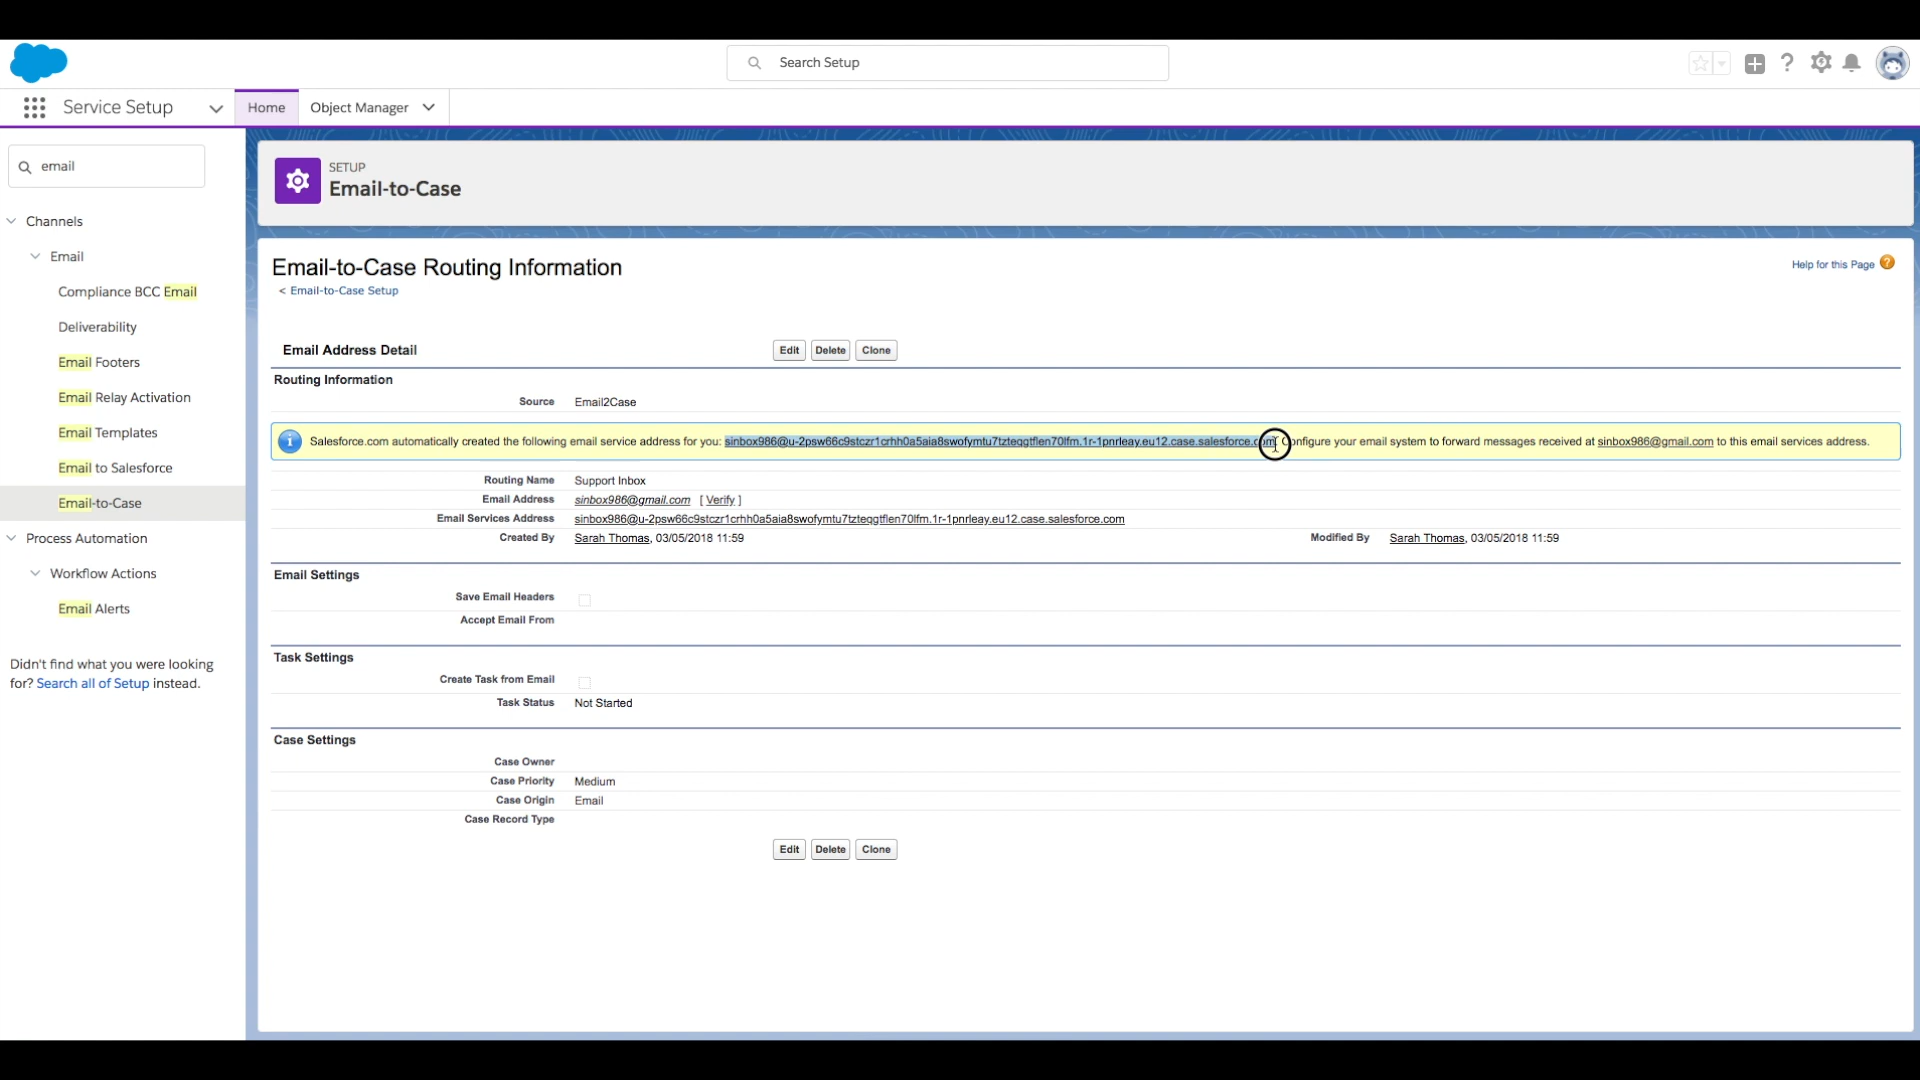 Search Setup
Service Setup
Home
Object Manager
email
SETUP
Email-to-Case
Channels
Email
Compliance BCC Email
Deliverability
Email Footers
Email Relay Activation
Email Templates
Email to Salesforce
Email-to-Case
Process Automation
Workflow Actions
Email Alerts
Didn't find what you were looking
for? Search all of Setup instead.
Email-to-Case Routing Information
Help for this Page
< Email-to-Case Setup
Email Address Detail
Edit Delete Clone
Routing Information
Source Email2Case
Salesforce.com automatically created the following email service address for you: sinbox986@u-2psw66c9stczr1crhh0a5aia8swofymtu7tzteqgtflen70lfm.1r-1pnrleay.eu12.case.salesforce.com. Configure your email system to forward messages received at sinbox986@gmail.com to this email services address.
Routing Name Support Inbox
Email Address sinbox986@gmail.com [ Verify ]
Email Services Address sinbox986@u-2psw66c9stczr1crhh0a5aia8swofymtu7tzteqgtflen70lfm.1r-1pnrleay.eu12.case.salesforce.com
Created By Sarah Thomas, 03/05/2018 11:59 Modified By Sarah Thomas, 03/05/2018 11:59
Email Settings
Save Email Headers
Accept Email From
Task Settings
Create Task from Email
Task Status Not Started
Case Settings
Case Owner
Case Priority Medium
Case Origin Email
Case Record Type
Edit Delete Clone